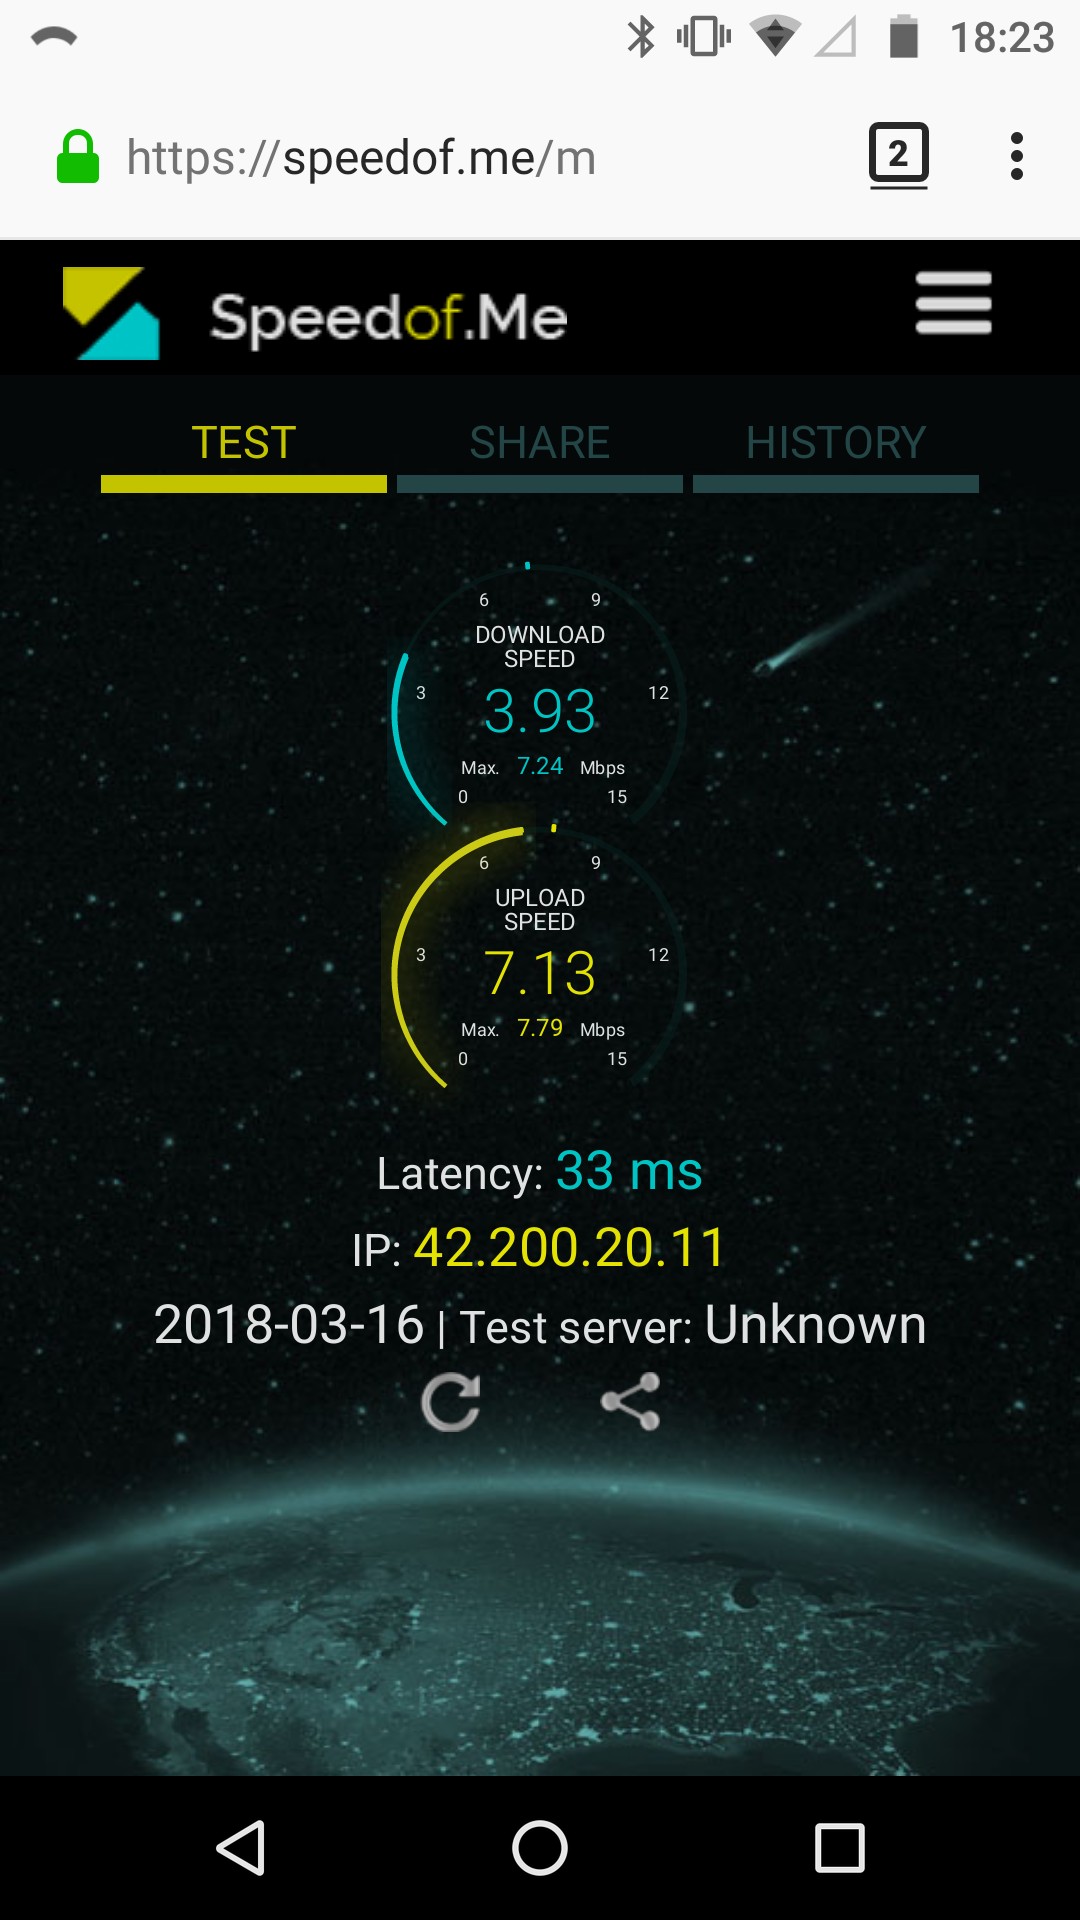 18:23
https://speedof.me/m
2
Speedof.Me
TEST SHARE HISTORY
6 9
DOWNLOAD
SPEED
3 3.93 12
Max. 7.24 Mbps
0 15
6 9
UPLOAD
SPEED
3 7.13 12
Max. 7.79 Mbps
0 15
Latency: 33 ms
IP: 42.200.20.11
2018-03-16 | Test server: Unknown